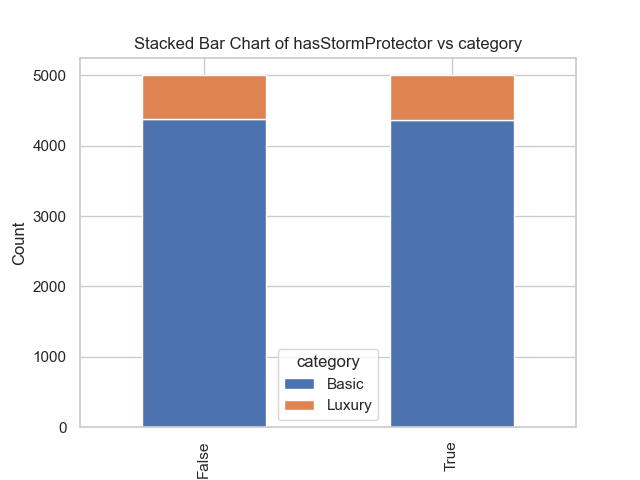 Stacked Bar Chart of hasStormProtector vs category
5000
4000
3000
2000
1000
0
Count
category
Basic
Luxury
False
True